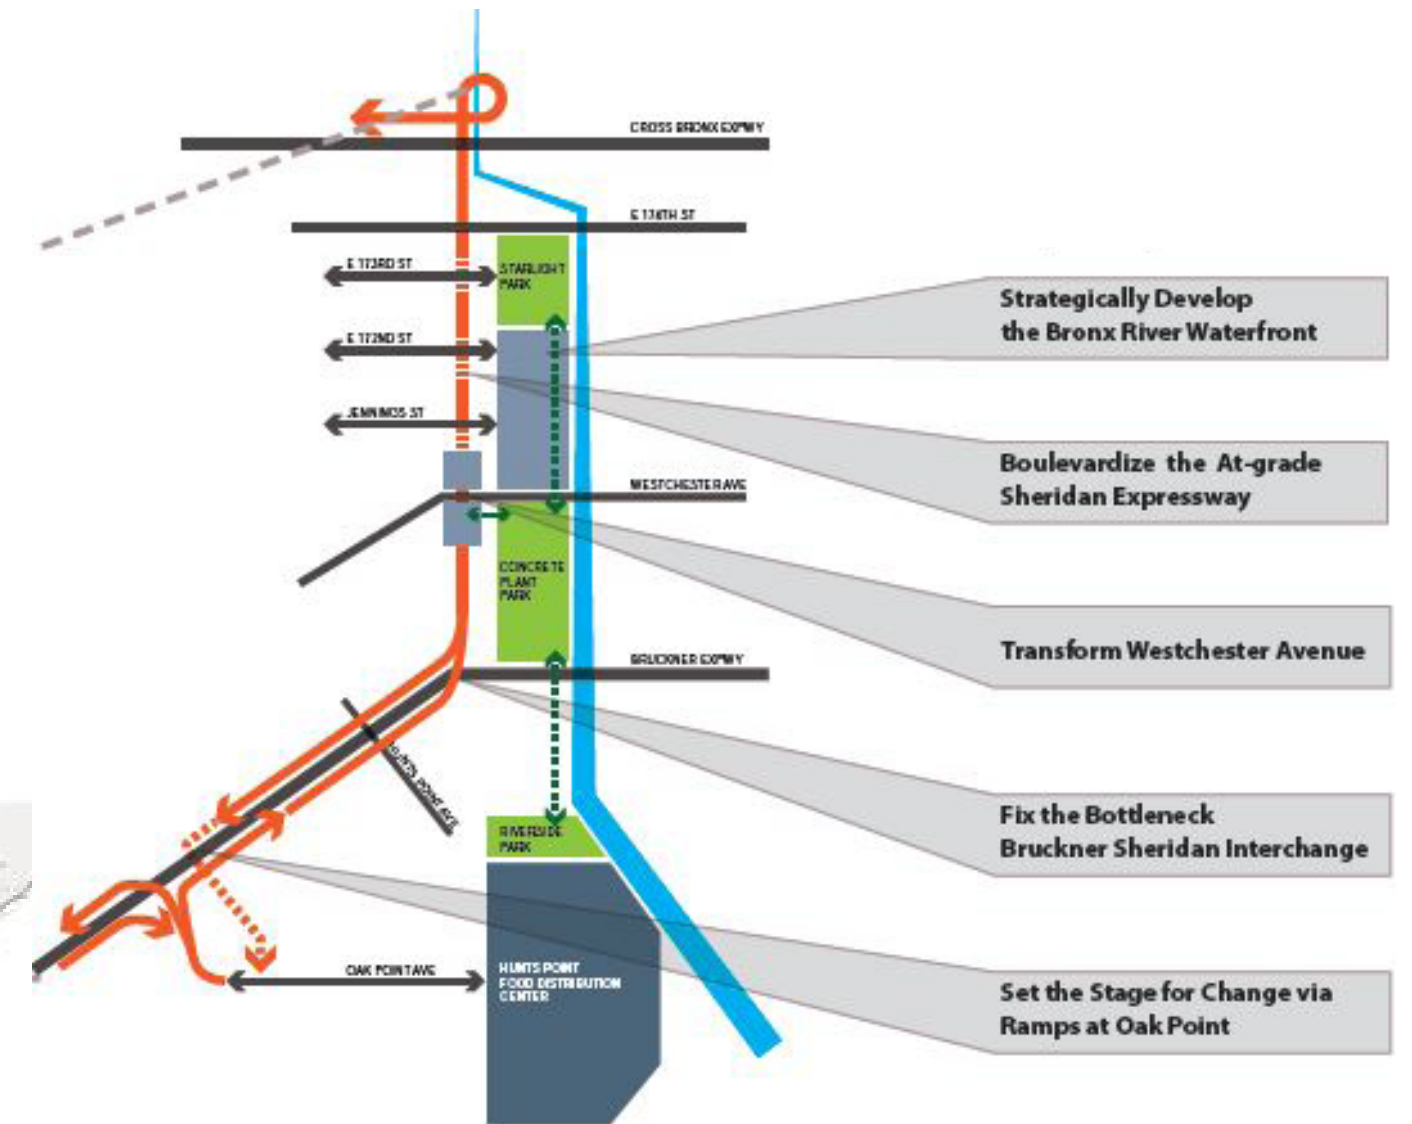 CROSS BRONX EXPWY
E 174TH ST
E 173RD ST
STARLIGHT
PARK
Strategically Develop
the Bronx River Waterfront
E 172ND ST
JENNINGS ST
Boulevardize the At-grade
Sheridan Expressway
WESTCHESTER AVE
CONCRETE
PLANT
PARK
Transform Westchester Avenue
BRUCKNER EXPWY
HUNTS POINT AVE
Fix the Bottleneck
Bruckner Sheridan Interchange
RIVERSIDE
PARK
OAK POINT AVE
HUNTS POINT
FOOD DISTRIBUTION
CENTER
Set the Stage for Change via
Ramps at Oak Point